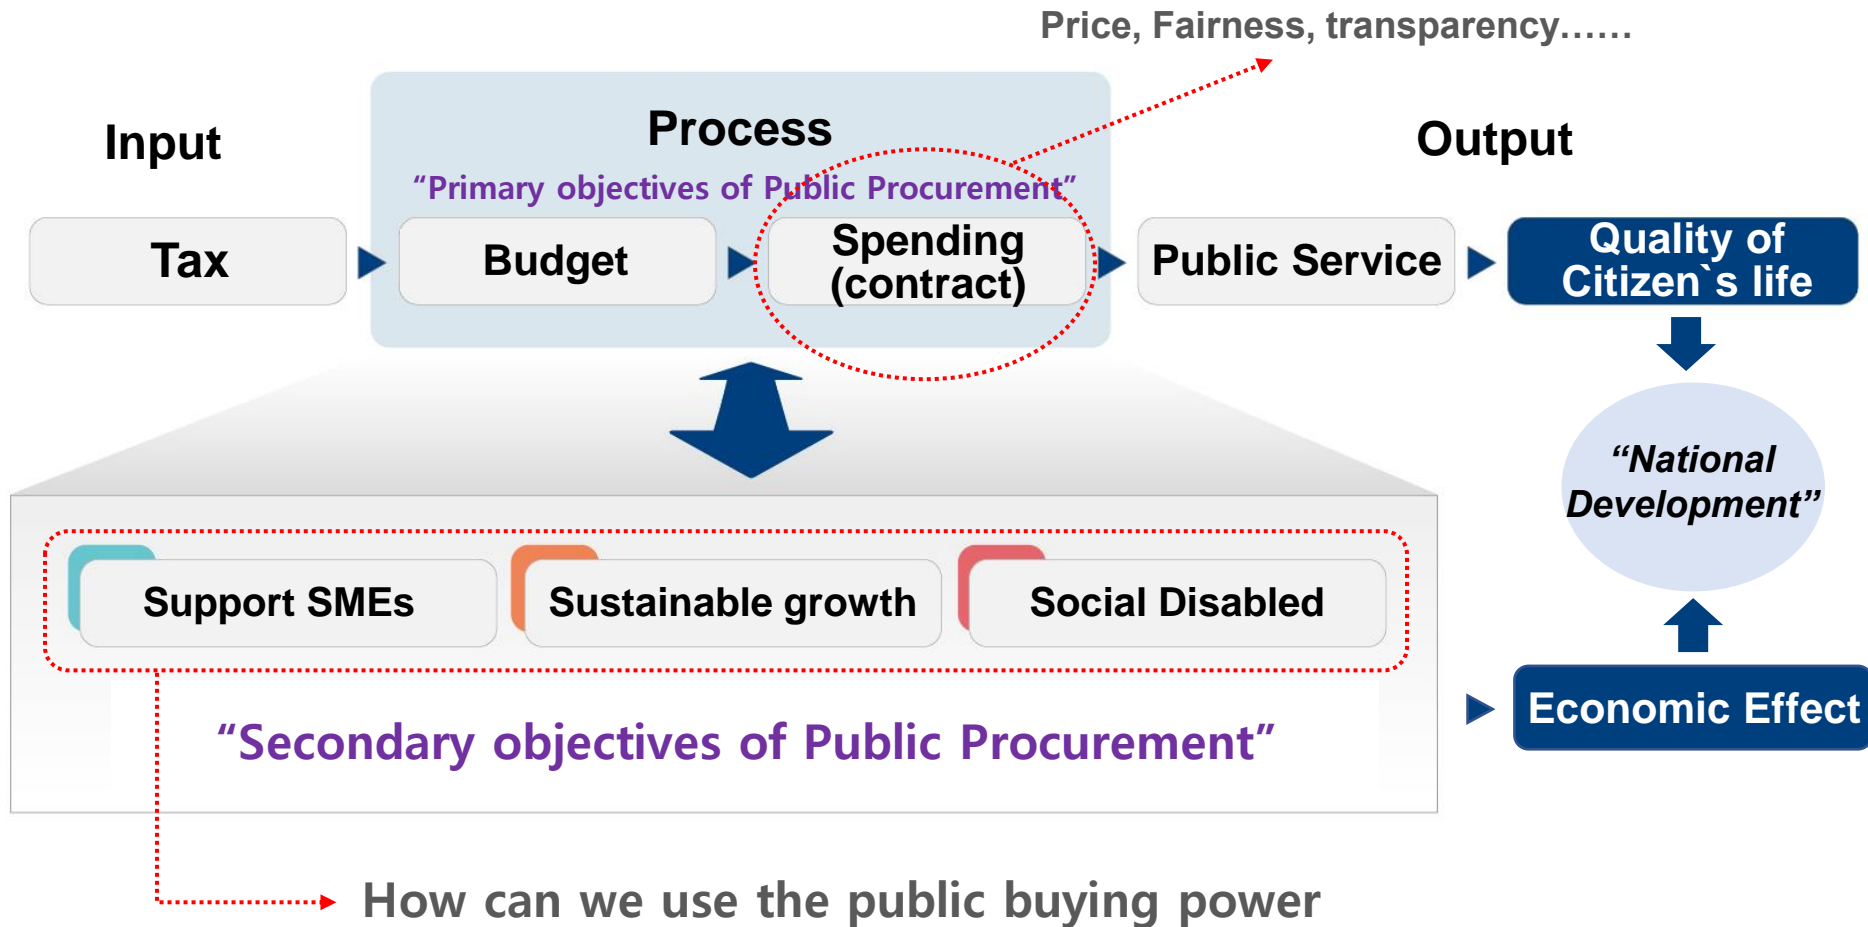 Price, Fairness, transparency……
Input
Process
Output
“Primary objectives of Public Procurement”
Tax
Budget
Spending
(contract)
Public Service
Quality of
Citizen`s life
“National
Development”
Support SMEs
Sustainable growth
Social Disabled
“Secondary objectives of Public Procurement”
Economic Effect
How can we use the public buying power